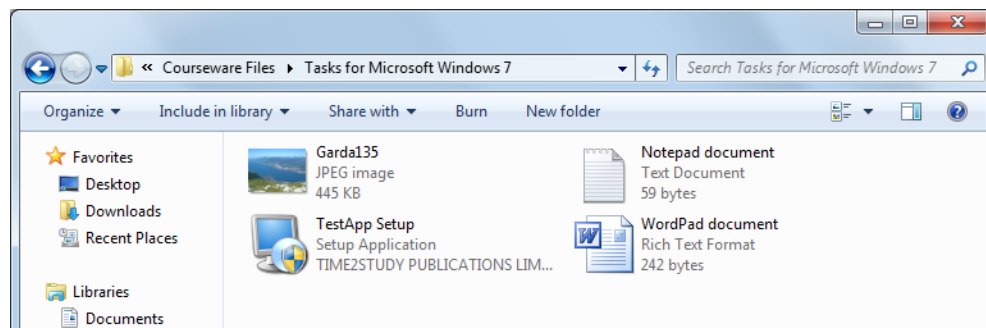 « Courseware Files ▸ Tasks for Microsoft Windows 7
Search Tasks for Microsoft Windows 7
Organize Include in library Share with Burn New folder
Favorites
Desktop
Downloads
Recent Places
Libraries
Documents
Garda135
JPEG image
445 KB
Notepad document
Text Document
59 bytes
TestApp Setup
Setup Application
TIME2STUDY PUBLICATIONS LIM...
WordPad document
Rich Text Format
242 bytes